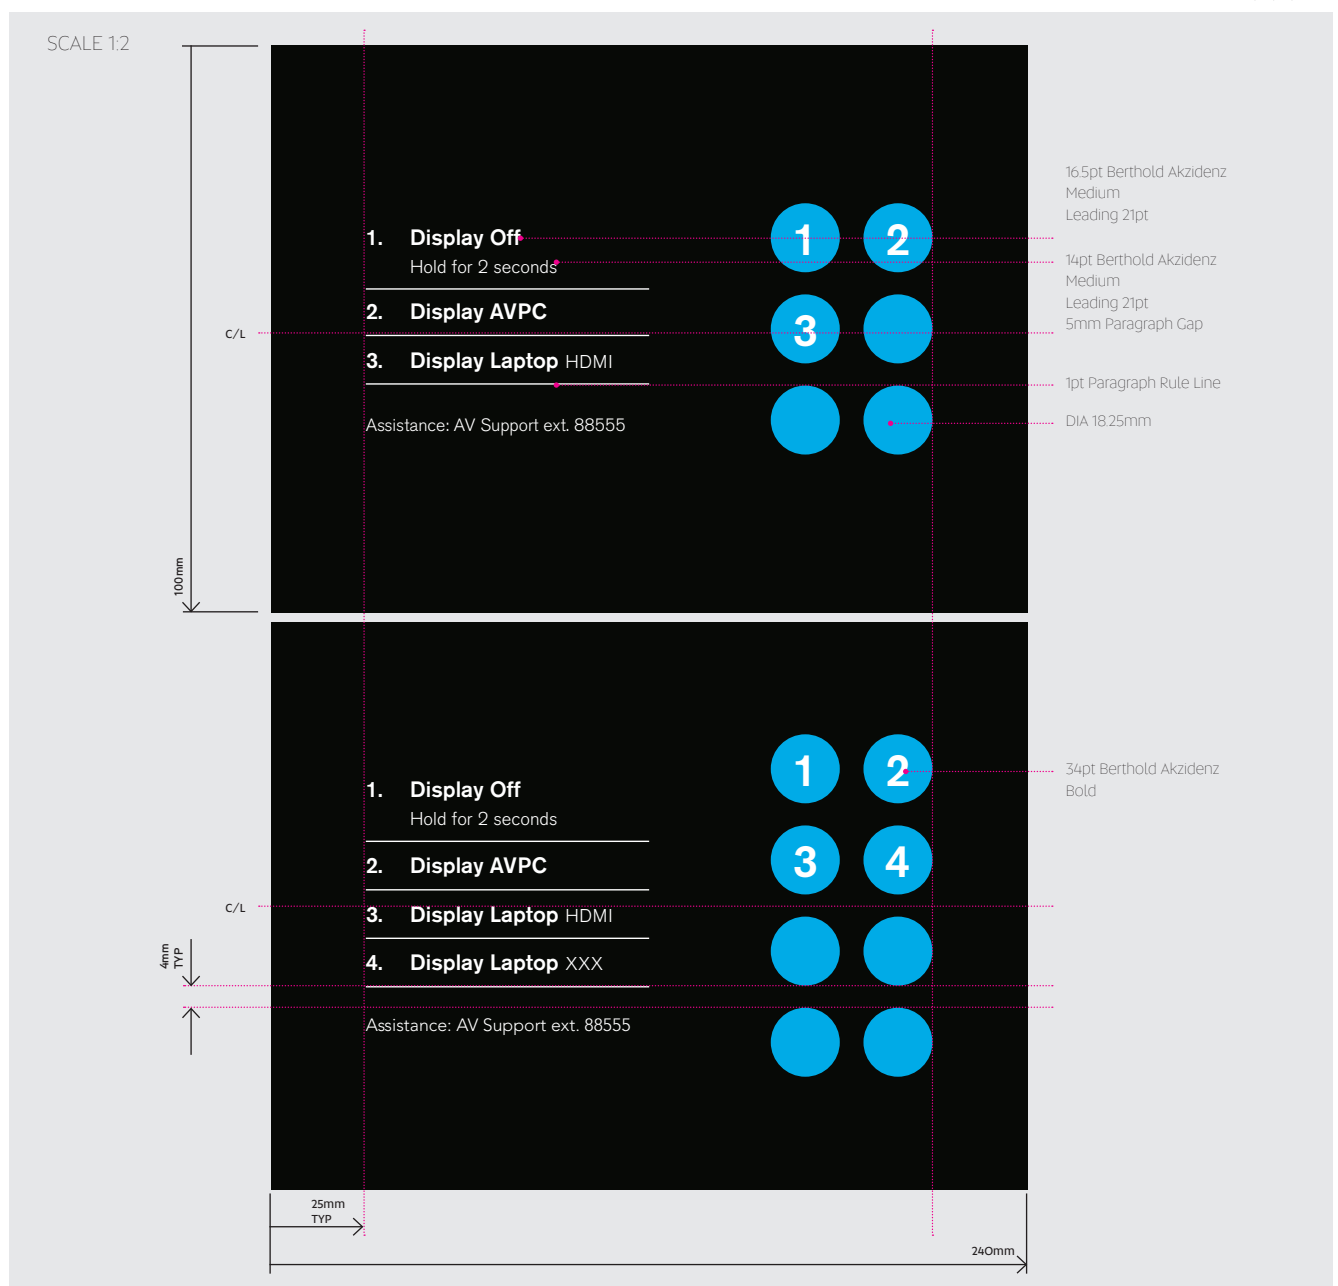 SCALE 1:2
16.5pt Berthold Akzidenz
Medium
Leading 21pt
1. Display Off
Hold for 2 seconds
14pt Berthold Akzidenz
Medium
Leading 21pt
5mm Paragraph Gap
2. Display AVPC
C/L
3. Display Laptop HDMI
1pt Paragraph Rule Line
Assistance: AV Support ext. 88555
DIA 18.25mm
1 2
3
100mm
1. Display Off
Hold for 2 seconds
2. Display AVPC
C/L
3. Display Laptop HDMI
4. Display Laptop XXX
Assistance: AV Support ext. 88555
1 2
3 4
34pt Berthold Akzidenz
Bold
4mm
TYP
25mm
TYP
240mm